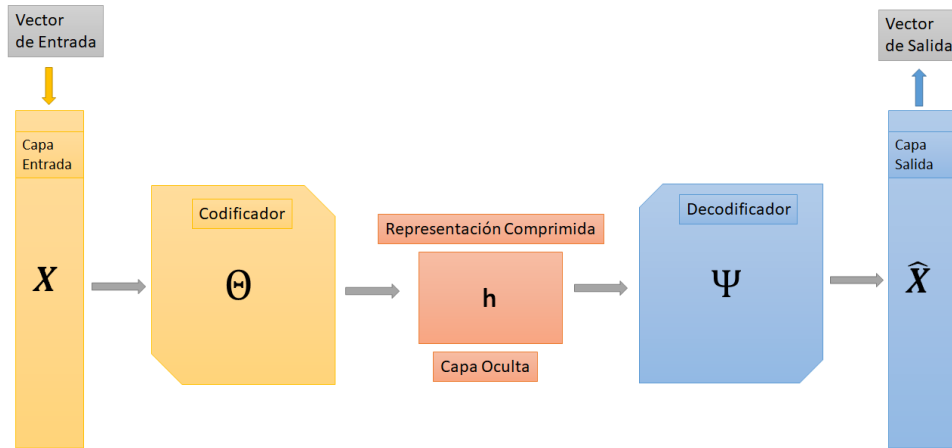 Vector
de Entrada
Vector
de Salida
Capa
Entrada
Capa
Salida
Codificador
Decodificador
Representación Comprimida
X
Θ
h
Ψ
X̂
Capa Oculta